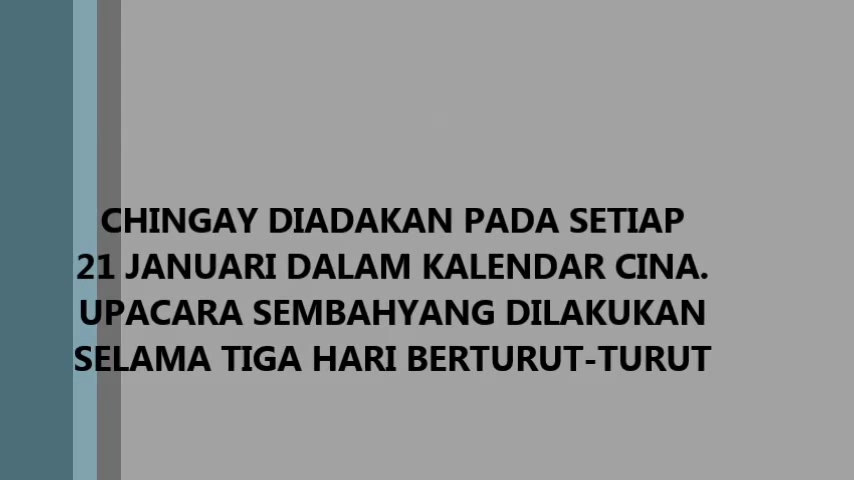 CHINGAY DIADAKAN PADA SETIAP
21 JANUARI DALAM KALENDAR CINA.
UPACARA SEMBAHYANG DILAKUKAN
SELAMA TIGA HARI BERTURUT-TURUT